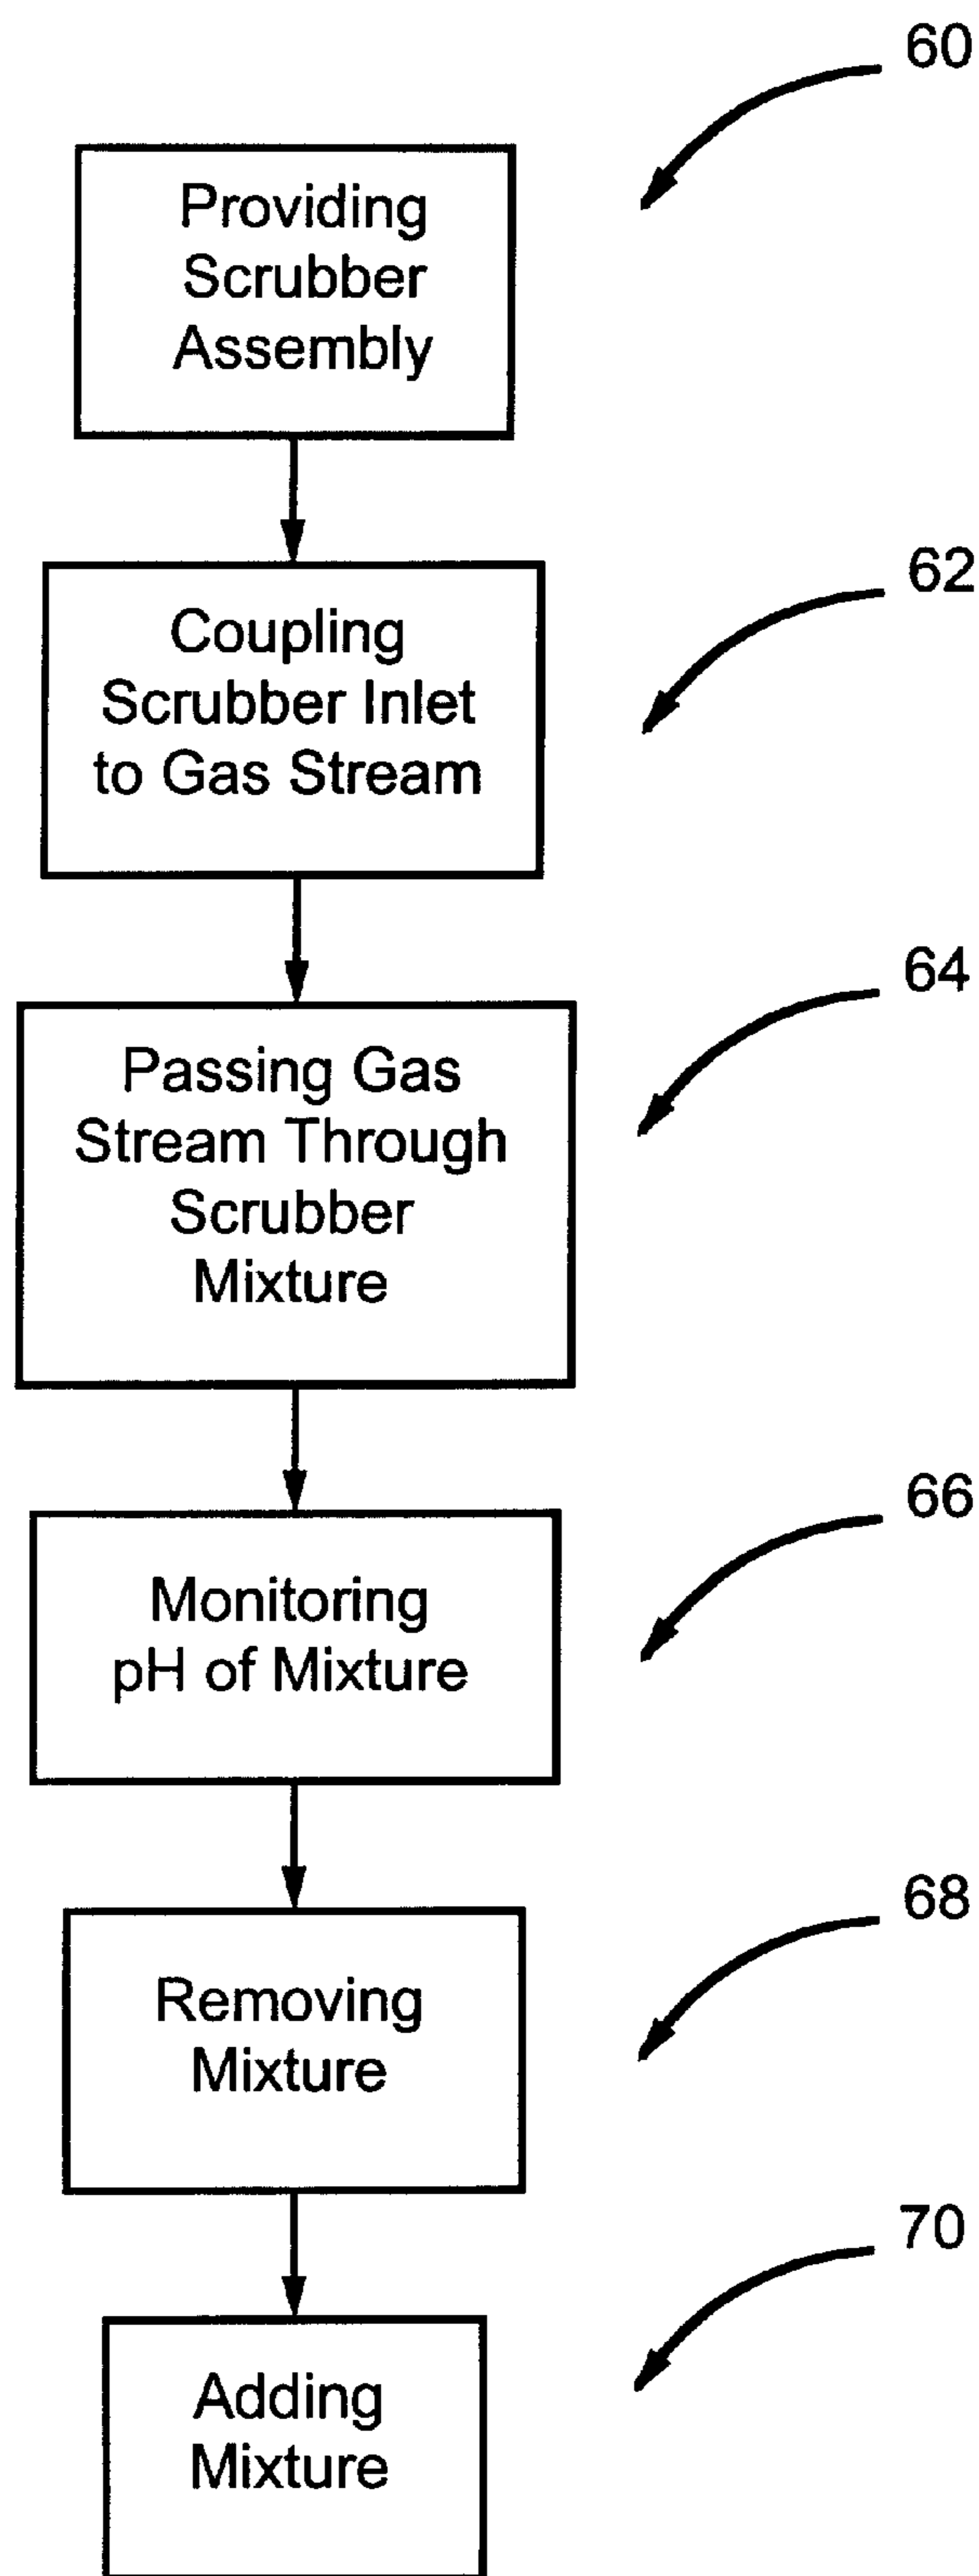 60
Providing
Scrubber
Assembly
62
Coupling
Scrubber Inlet
to Gas Stream
64
Passing Gas
Stream Through
Scrubber
Mixture
66
Monitoring
pH of Mixture
68
Removing
Mixture
70
Adding
Mixture